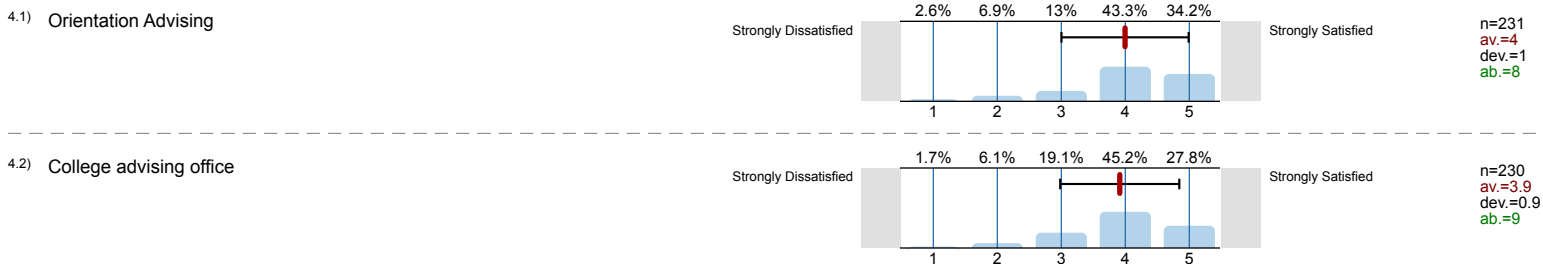 4.1) Orientation Advising
2.6% 6.9% 13% 43.3% 34.2%
Strongly Dissatisfied Strongly Satisfied
n=231
av.=4
dev.=1
ab.=8
1 2 3 4 5
4.2) College advising office
1.7% 6.1% 19.1% 45.2% 27.8%
Strongly Dissatisfied Strongly Satisfied
n=230
av.=3.9
dev.=0.9
ab.=9
1 2 3 4 5